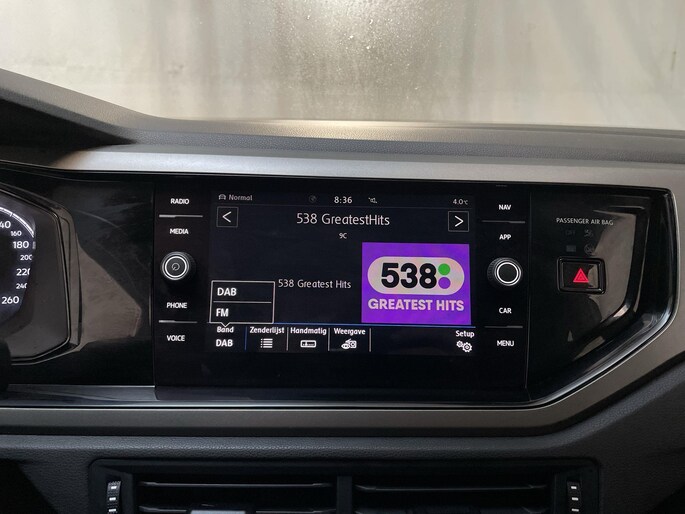 RADIO
MEDIA
PHONE
VOICE
Normal
8:36
4.0°C
538 GreatestHits
9C
538 Greatest Hits
538
GREATEST HITS
DAB
FM
Band
DAB
Zenderlijst
Handmatig
Weergave
Setup
NAV
APP
CAR
MENU
PASSENGER AIR BAG
160
180
200
220
240
260